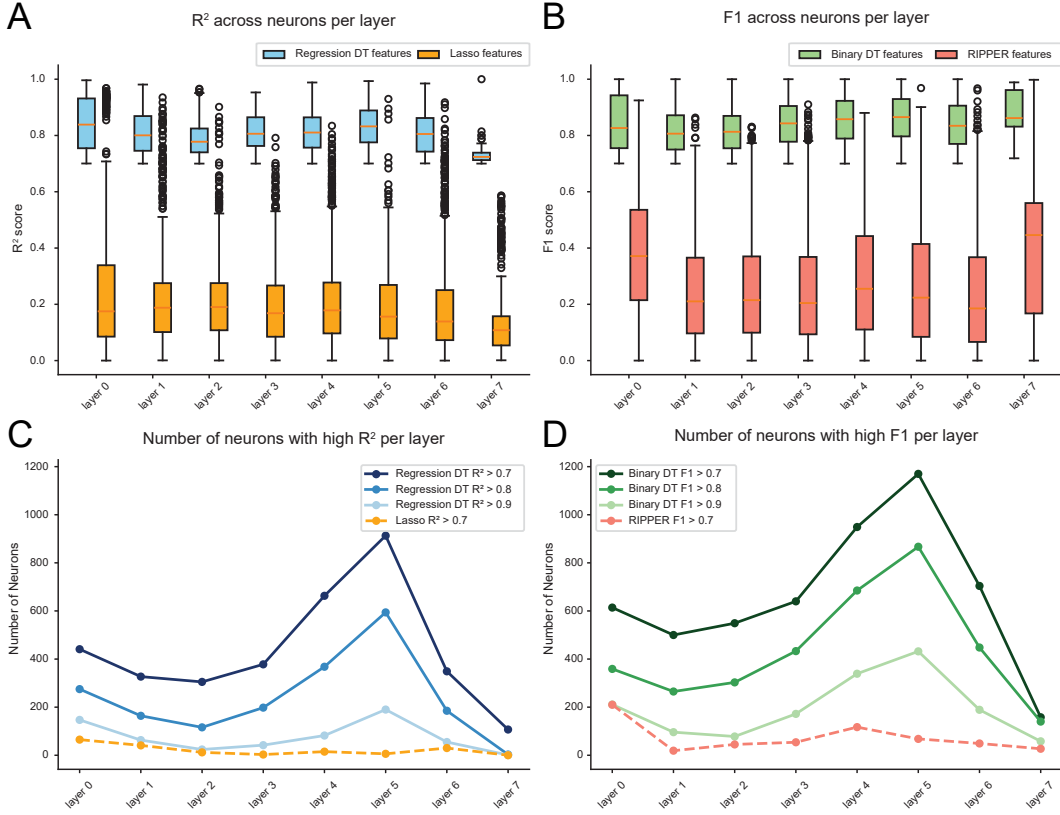 A
R² across neurons per layer
Regression DT features
Lasso features
1.0
0.8
0.6
0.4
0.2
0.0
R² score
layer 0
layer 1
layer 2
layer 3
layer 4
layer 5
layer 6
layer 7
B
F1 across neurons per layer
Binary DT features
RIPPER features
1.0
0.8
0.6
0.4
0.2
0.0
F1 score
layer 0
layer 1
layer 2
layer 3
layer 4
layer 5
layer 6
layer 7
C
Number of neurons with high R² per layer
Regression DT R² > 0.7
Regression DT R² > 0.8
Regression DT R² > 0.9
Lasso R² > 0.7
1200
1000
800
600
400
200
0
Number of Neurons
layer 0
layer 1
layer 2
layer 3
layer 4
layer 5
layer 6
layer 7
D
Number of neurons with high F1 per layer
Binary DT F1 > 0.7
Binary DT F1 > 0.8
Binary DT F1 > 0.9
RIPPER F1 > 0.7
1200
1000
800
600
400
200
0
Number of Neurons
layer 0
layer 1
layer 2
layer 3
layer 4
layer 5
layer 6
layer 7